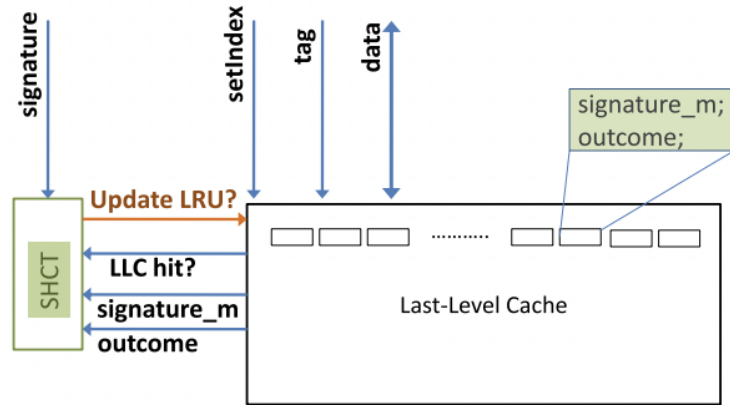 signature
setIndex
tag
data
signature_m;
outcome;
Update LRU?
SHCT
LLC hit?
signature_m
outcome
...........
Last-Level Cache